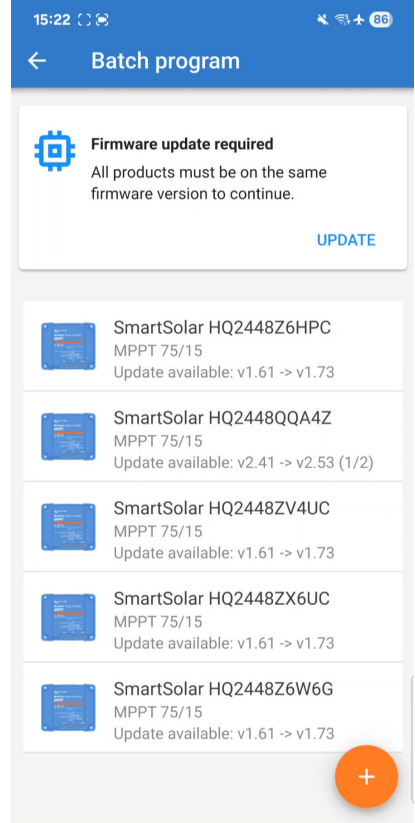 15:22
86
Batch program
Firmware update required
All products must be on the same
firmware version to continue.
UPDATE
SmartSolar HQ2448Z6HPC
MPPT 75/15
Update available: v1.61 -> v1.73
SmartSolar HQ2448QQA4Z
MPPT 75/15
Update available: v2.41 -> v2.53 (1/2)
SmartSolar HQ2448ZV4UC
MPPT 75/15
Update available: v1.61 -> v1.73
SmartSolar HQ2448ZX6UC
MPPT 75/15
Update available: v1.61 -> v1.73
SmartSolar HQ2448Z6W6G
MPPT 75/15
Update available: v1.61 -> v1.73